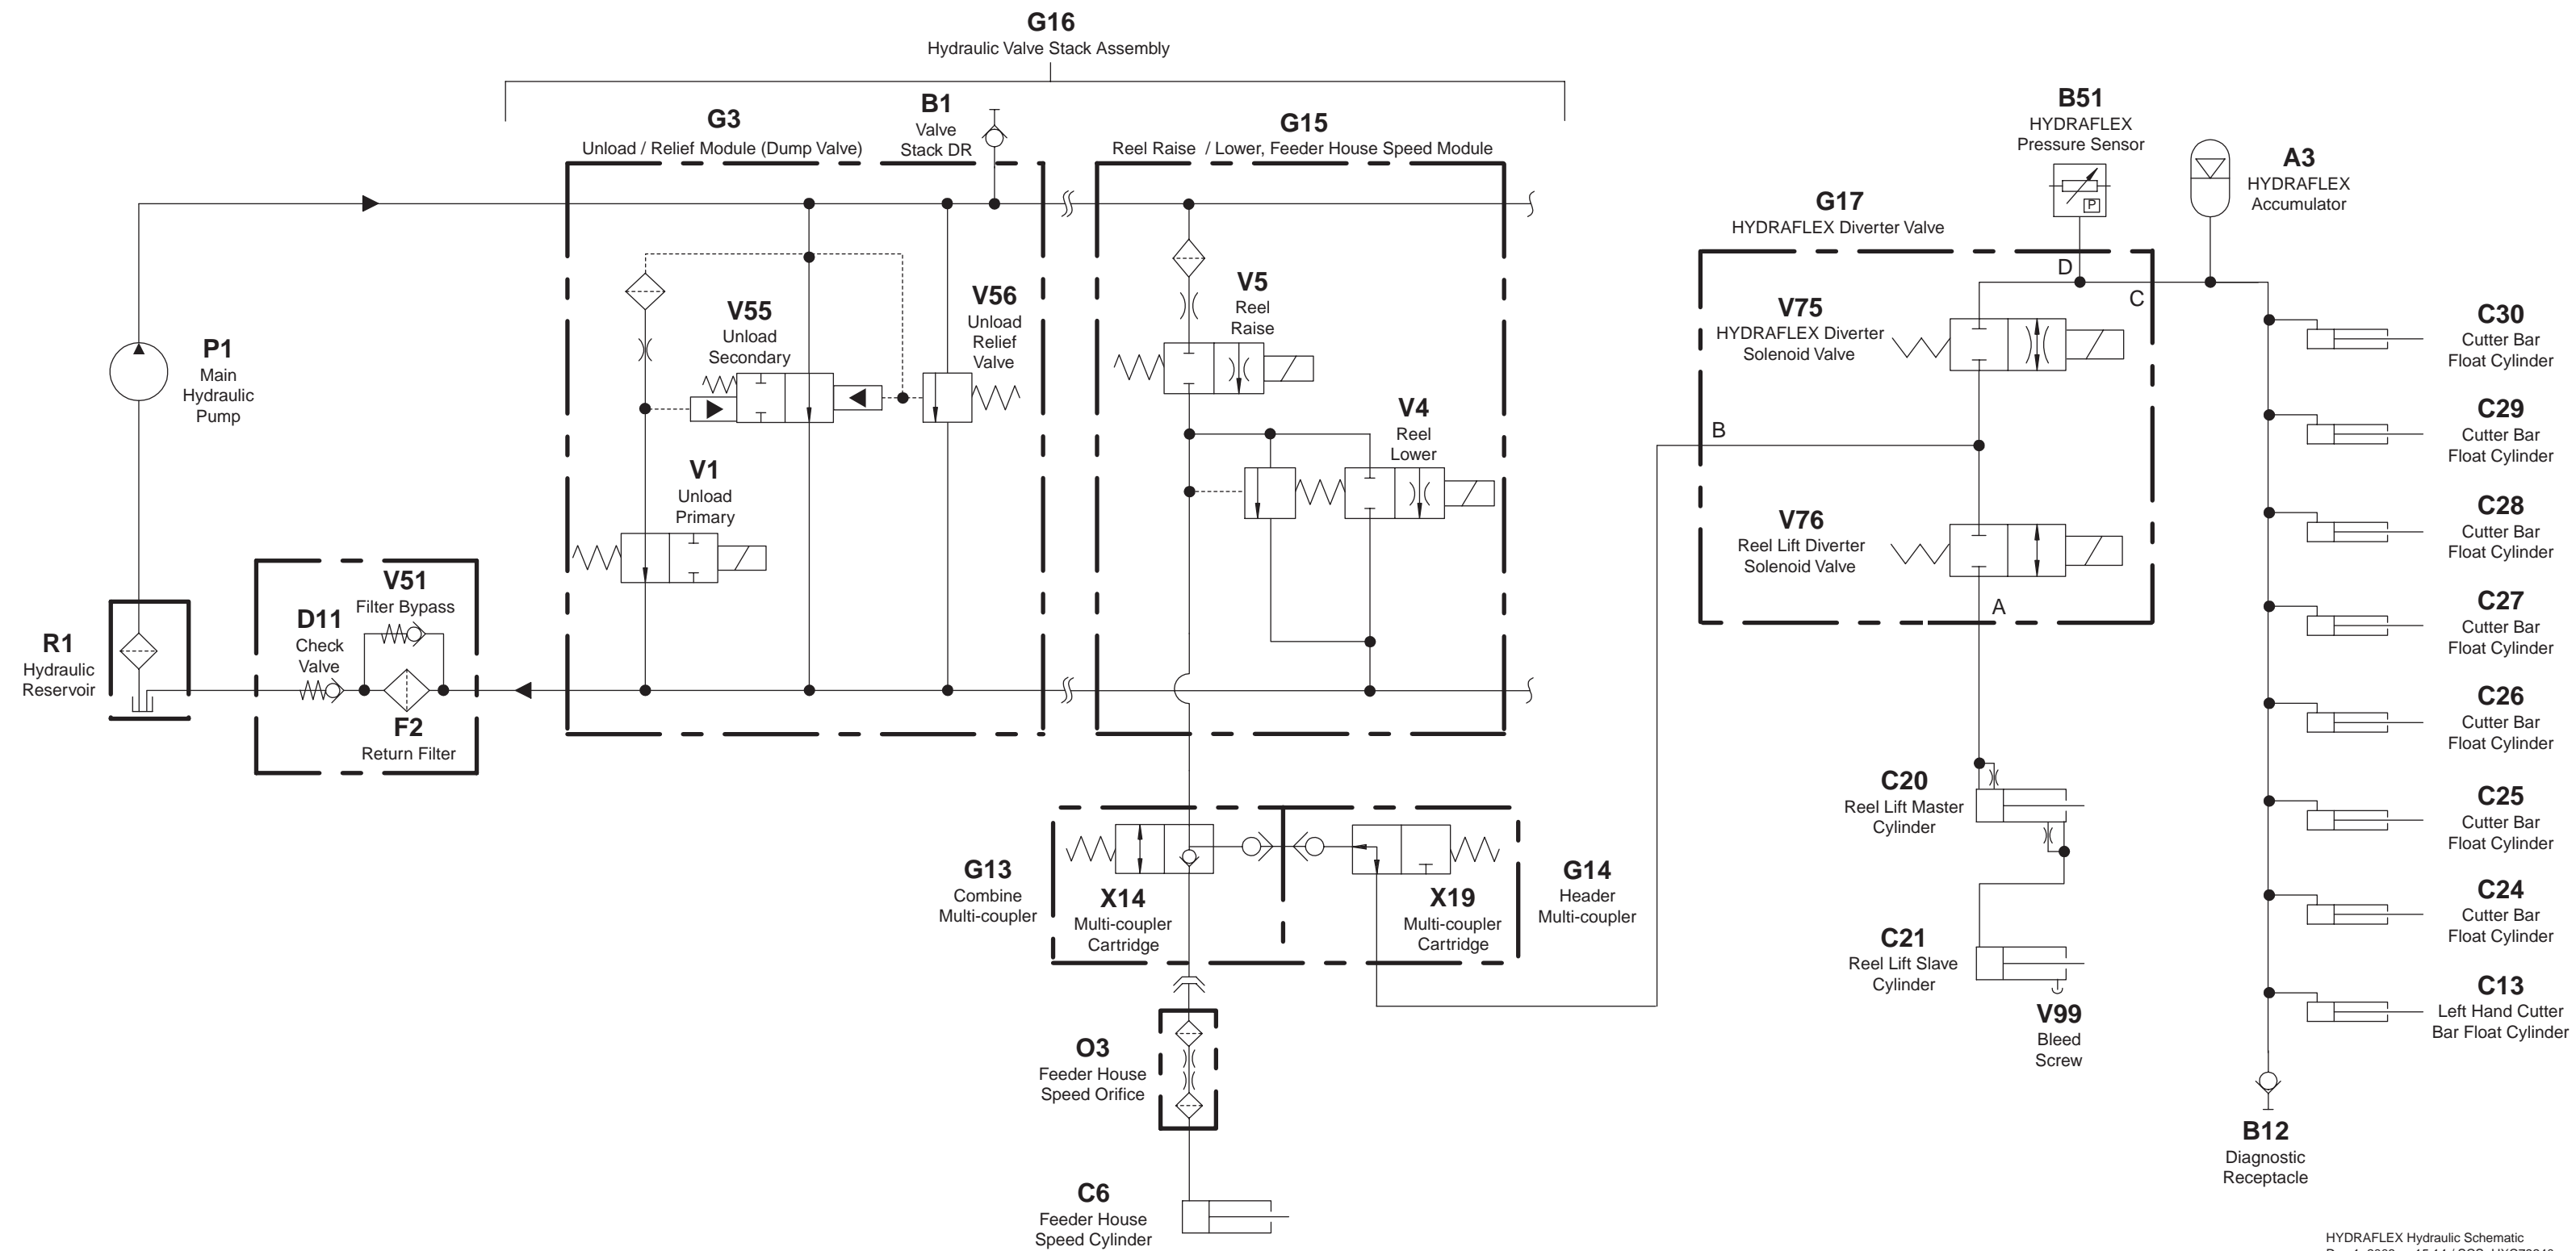 G16
Hydraulic Valve Stack Assembly
G3
Unload / Relief Module (Dump Valve)
B1
Valve
Stack DR
G15
Reel Raise / Lower, Feeder House Speed Module
B51
HYDRAFLEX
Pressure Sensor
P
A3
HYDRAFLEX
Accumulator
G17
HYDRAFLEX Diverter Valve
D
C
B
A
P1
Main
Hydraulic
Pump
V55
Unload
Secondary
V56
Unload
Relief
Valve
V1
Unload
Primary
V5
Reel
Raise
V4
Reel
Lower
V75
HYDRAFLEX Diverter
Solenoid Valve
V76
Reel Lift Diverter
Solenoid Valve
R1
Hydraulic
Reservoir
V51
Filter Bypass
D11
Check
Valve
F2
Return Filter
G13
Combine
Multi-coupler
X14
Multi-coupler
Cartridge
X19
Multi-coupler
Cartridge
G14
Header
Multi-coupler
O3
Feeder House
Speed Orifice
C6
Feeder House
Speed Cylinder
C20
Reel Lift Master
Cylinder
C21
Reel Lift Slave
Cylinder
V99
Bleed
Screw
C30
Cutter Bar
Float Cylinder
C29
Cutter Bar
Float Cylinder
C28
Cutter Bar
Float Cylinder
C27
Cutter Bar
Float Cylinder
C26
Cutter Bar
Float Cylinder
C25
Cutter Bar
Float Cylinder
C24
Cutter Bar
Float Cylinder
C13
Left Hand Cutter
Bar Float Cylinder
B12
Diagnostic
Receptacle
HYDRAFLEX Hydraulic Schematic